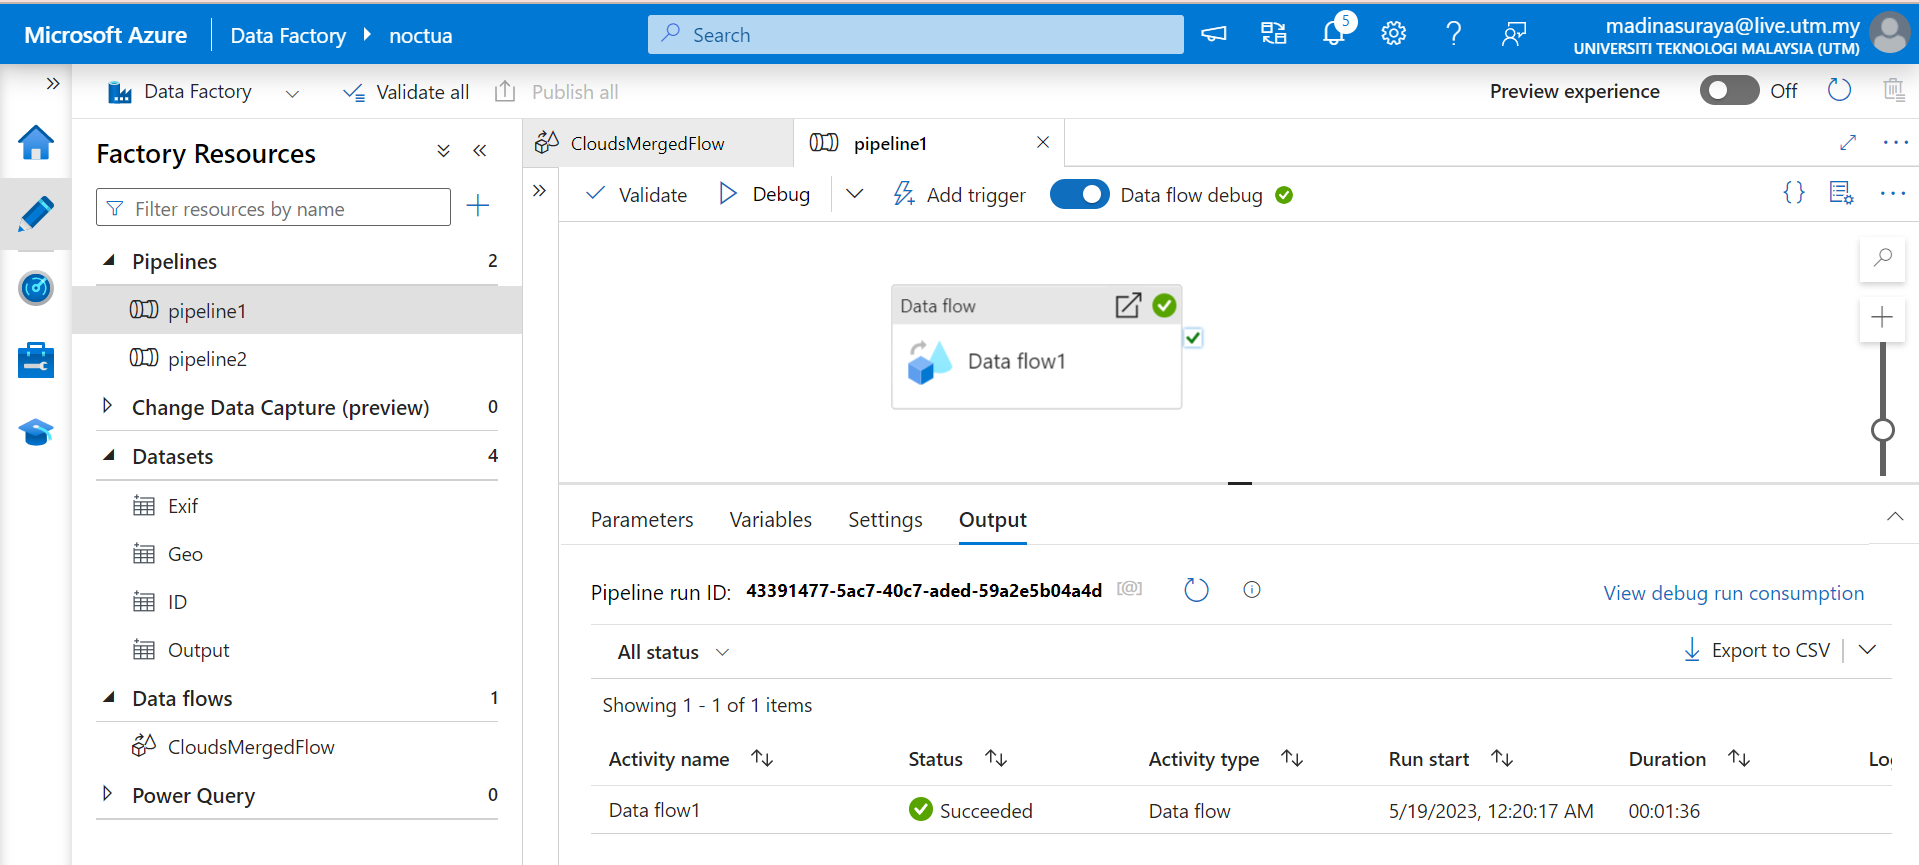 Microsoft Azure
Data Factory
noctua
Search
5
madinasuraya@live.utm.my
UNIVERSITI TEKNOLOGI MALAYSIA (UTM)
Data Factory
Validate all
Publish all
Preview experience
Off
Factory Resources
Filter resources by name
Pipelines 2
pipeline1
pipeline2
Change Data Capture (preview) 0
Datasets 4
Exif
Geo
ID
Output
Data flows 1
CloudsMergedFlow
Power Query 0
CloudsMergedFlow
pipeline1
Validate
Debug
Add trigger
Data flow debug
Data flow
Data flow1
Parameters
Variables
Settings
Output
Pipeline run ID: 43391477-5ac7-40c7-aded-59a2e5b04a4d [@]
View debug run consumption
All status
Export to CSV
Showing 1 - 1 of 1 items
Activity name Status Activity type Run start Duration
Data flow1 Succeeded Data flow 5/19/2023, 12:20:17 AM 00:01:36